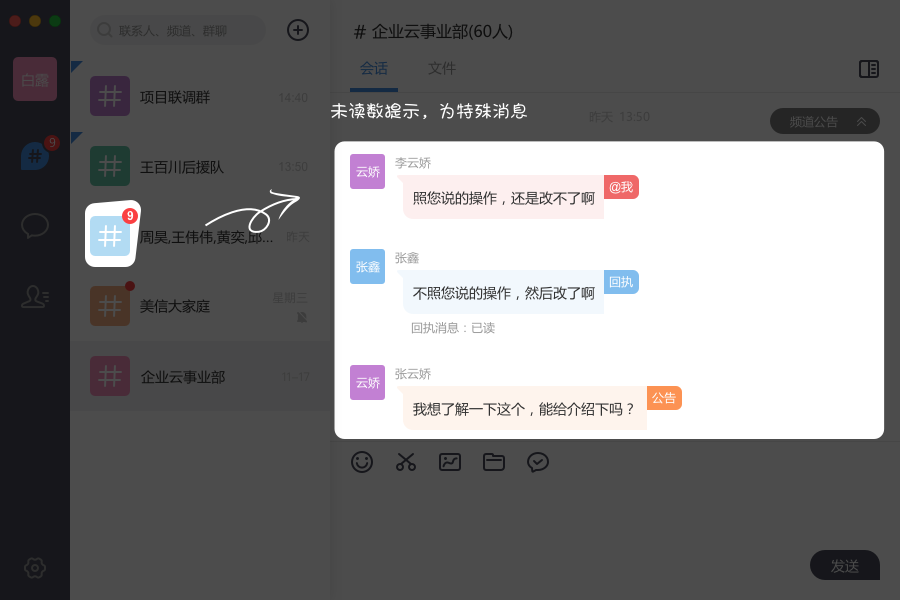 联系人、频道、群聊
# 企业云事业部(60人)
白露
会话
文件
项目联调群
14:40
未读数提示，为特殊消息
昨天 13:50
频道公告
9
王百川后援队
13:50
李云娇
云娇
照您说的操作，还是改不了啊
@我
9
周昊,王伟伟,黄奕,邱...
昨天
张鑫
张鑫
不照您说的操作，然后改了啊
回执
回执消息：已读
美信大家庭
星期三
企业云事业部
11-17
张云娇
云娇
我想了解一下这个，能给介绍下吗？
公告
发送